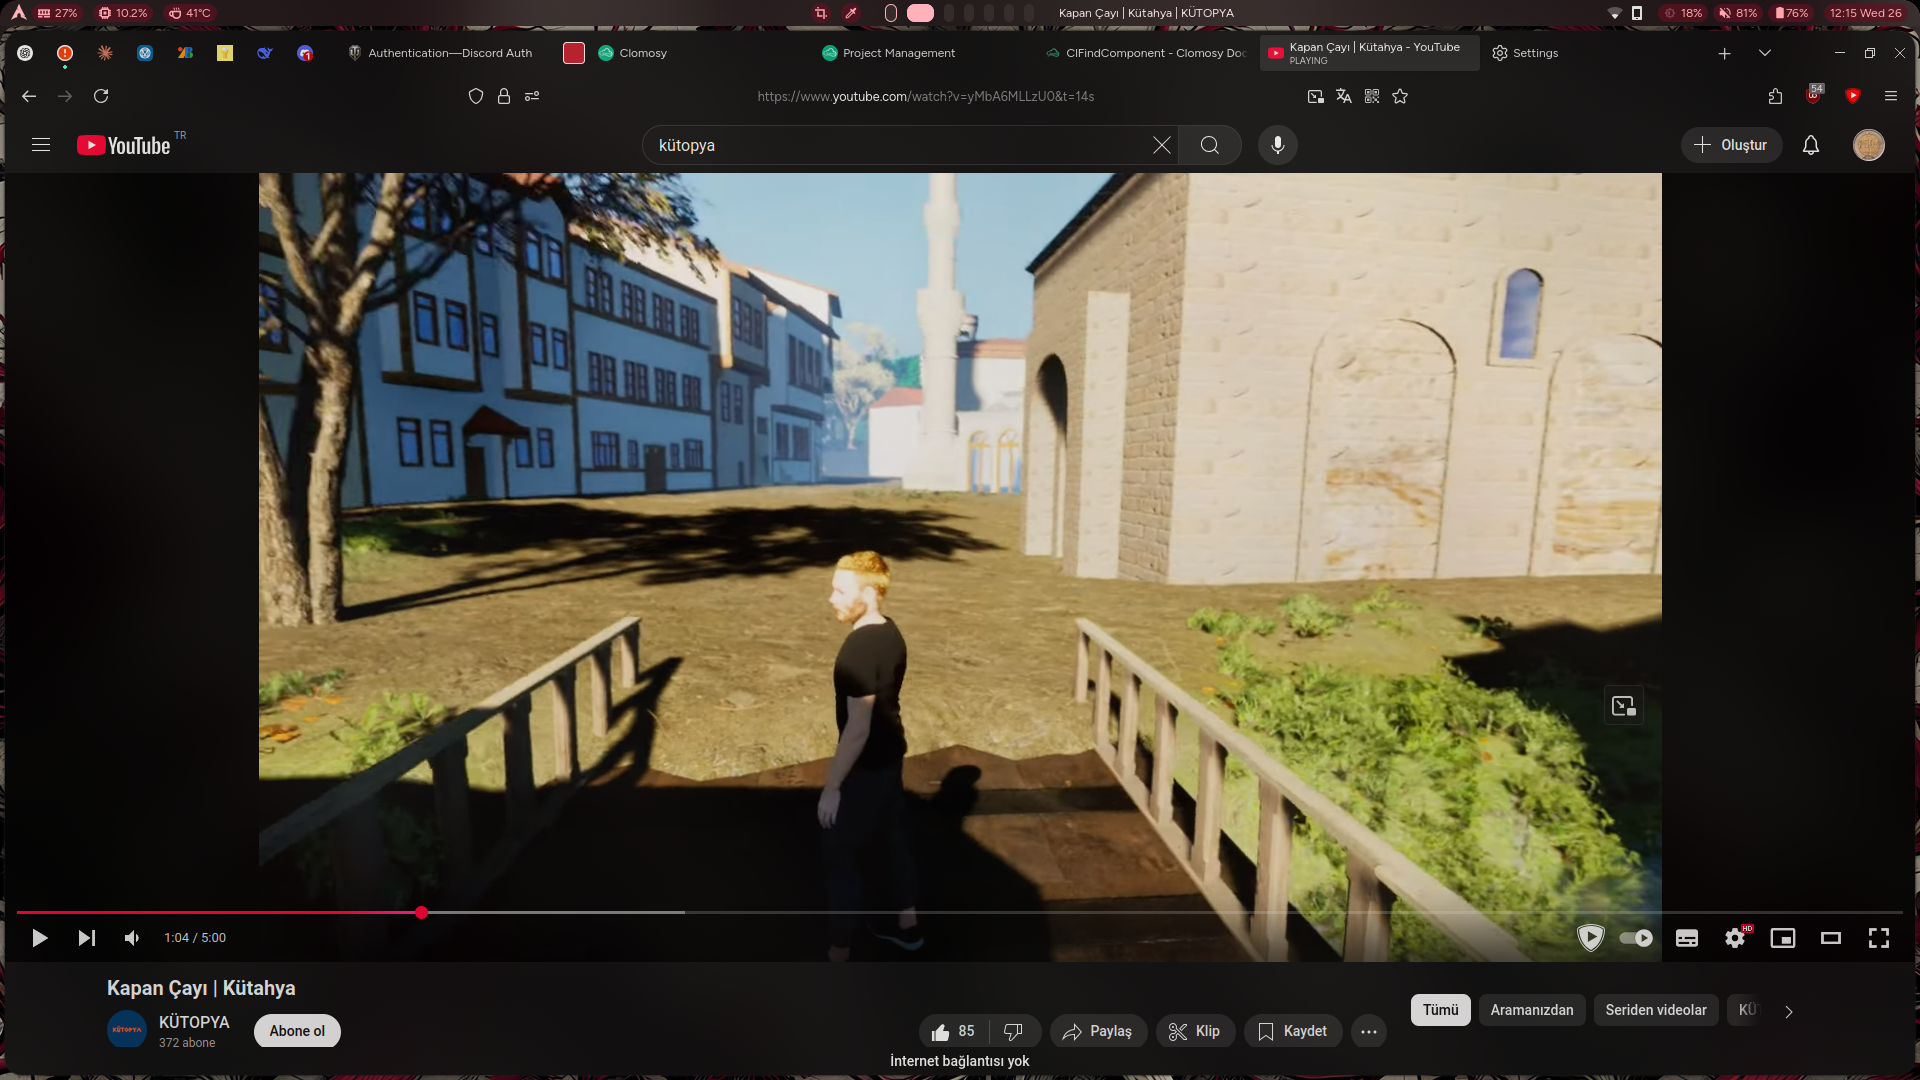 27%
10.2%
41°C
Kapan Çayı | Kütahya | KÜTOPYA
18%
81%
76%
12:15 Wed 26
Authentication—Discord Auth
Clomosy
Project Management
ClFindComponent - Clomosy Doc
Kapan Çayı | Kütahya - YouTube
PLAYING
Settings
https://www.youtube.com/watch?v=yMbA6MLLzU0&t=14s
54
YouTube
TR
kütopya
Oluştur
1:04 / 5:00
HD
Kapan Çayı | Kütahya
KÜTOPYA
KÜTOPYA
372 abone
Abone ol
85
Paylaş
Klip
Kaydet
Tümü
Aramanızdan
Seriden videolar
KÜ
İnternet bağlantısı yok